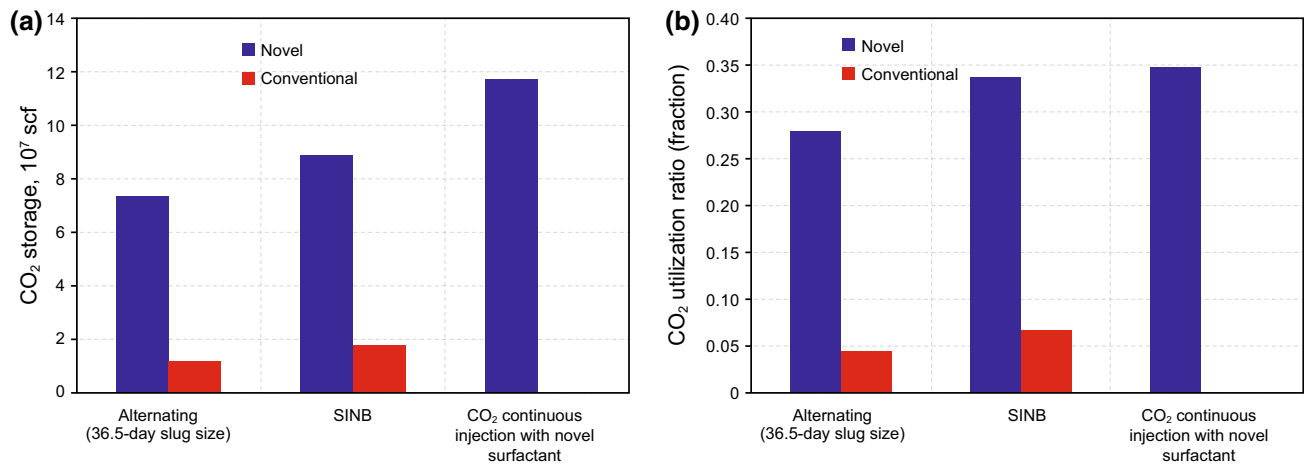 (a)
CO₂ storage, 10⁷ scf
14
12
10
8
6
4
2
0
Novel
Conventional
Alternating
(36.5-day slug size)
SINB
CO₂ continuous
injection with novel
surfactant
(b)
CO₂ utilization ratio (fraction)
0.40
0.35
0.30
0.25
0.20
0.15
0.10
0.05
0
Novel
Conventional
Alternating
(36.5-day slug size)
SINB
CO₂ continuous
injection with novel
surfactant